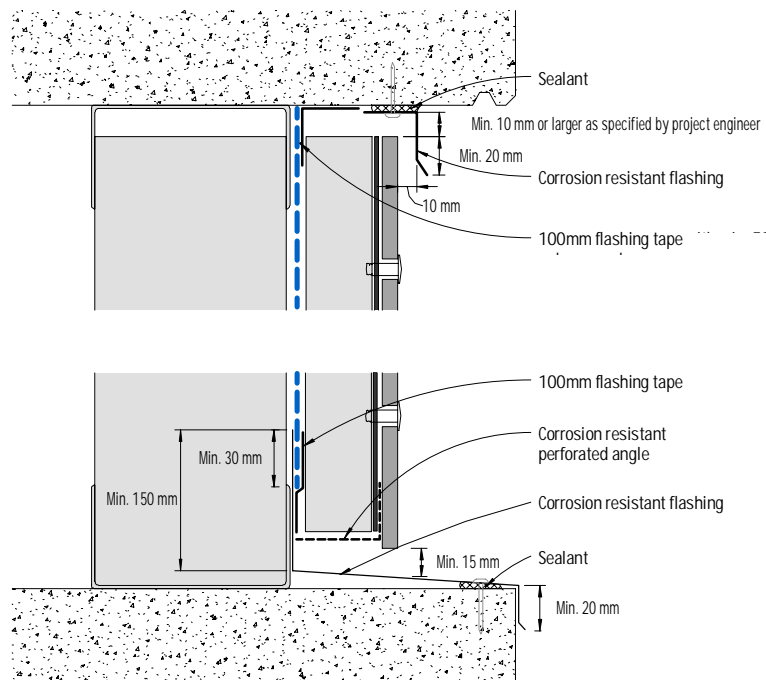 Sealant
Min. 10 mm or larger as specified by project engineer
Min. 20 mm
Corrosion resistant flashing
10 mm
100mm flashing tape
100mm flashing tape
Corrosion resistant
perforated angle
Min. 30 mm
Min. 150 mm
Corrosion resistant flashing
Sealant
Min. 15 mm
Min. 20 mm